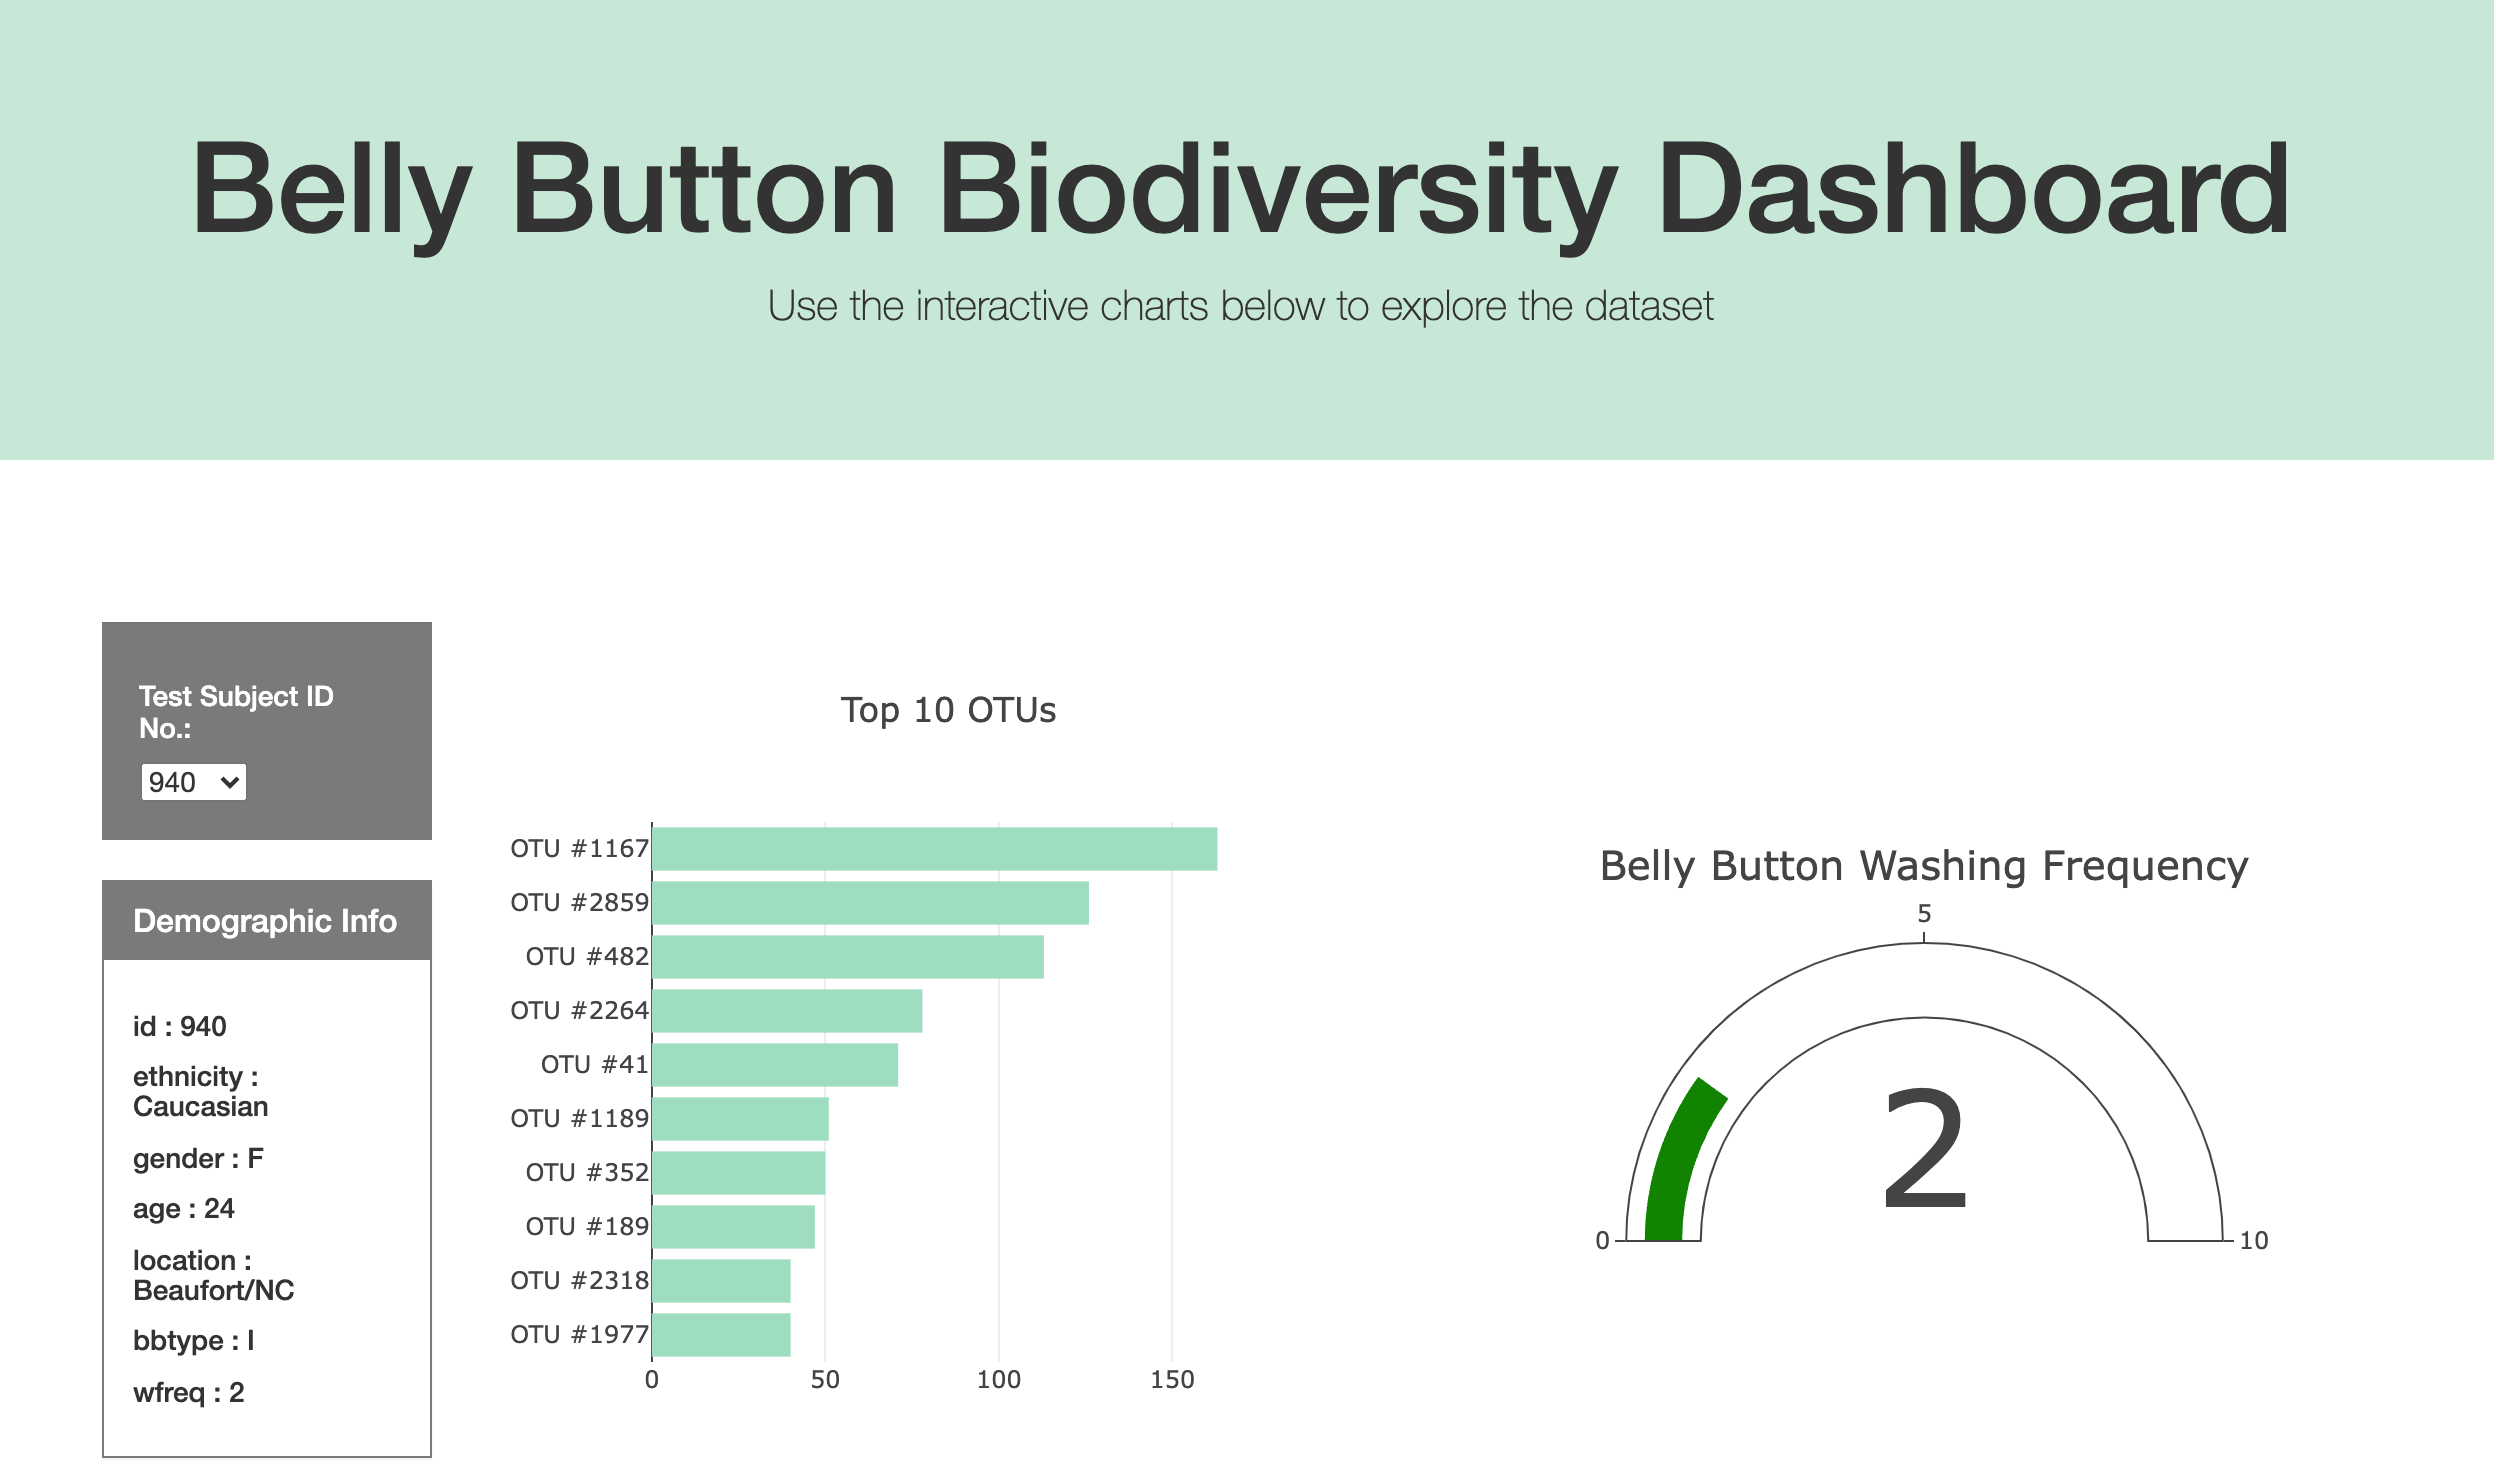 Belly Button Biodiversity Dashboard
Use the interactive charts below to explore the dataset
Test Subject ID
No.:
940
Demographic Info
id : 940
ethnicity :
Caucasian
gender : F
age : 24
location :
Beaufort/NC
bbtype : I
wfreq : 2
Top 10 OTUs
OTU #1167
OTU #2859
OTU #482
OTU #2264
OTU #41
OTU #1189
OTU #352
OTU #189
OTU #2318
OTU #1977
0 50 100 150
Belly Button Washing Frequency
5
2
0 10